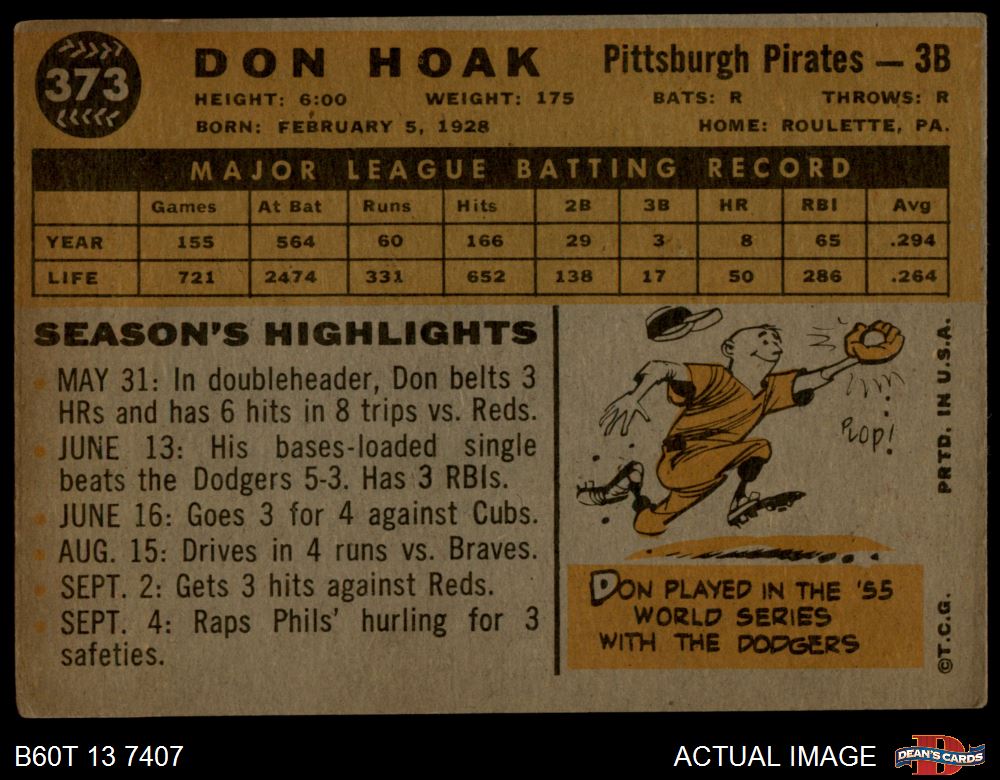 373
DON HOAK
Pittsburgh Pirates — 3B
HEIGHT: 6:00 WEIGHT: 175 BATS: R THROWS: R
BORN: FEBRUARY 5, 1928 HOME: ROULETTE, PA.
MAJOR LEAGUE BATTING RECORD
Games At Bat Runs Hits 2B 3B HR RBI Avg
YEAR 155 564 60 166 29 3 8 65 .294
LIFE 721 2474 331 652 138 17 50 286 .264
SEASON'S HIGHLIGHTS
MAY 31: In doubleheader, Don belts 3
HRs and has 6 hits in 8 trips vs. Reds.
JUNE 13: His bases-loaded single
beats the Dodgers 5-3. Has 3 RBIs.
JUNE 16: Goes 3 for 4 against Cubs.
AUG. 15: Drives in 4 runs vs. Braves.
SEPT. 2: Gets 3 hits against Reds.
SEPT. 4: Raps Phils' hurling for 3
safeties.
PLOP!
DON PLAYED IN THE '55
WORLD SERIES
WITH THE DODGERS
©T.C.G. PRTD. IN U.S.A.
B60T 13 7407
ACTUAL IMAGE
DEAN'S CARDS